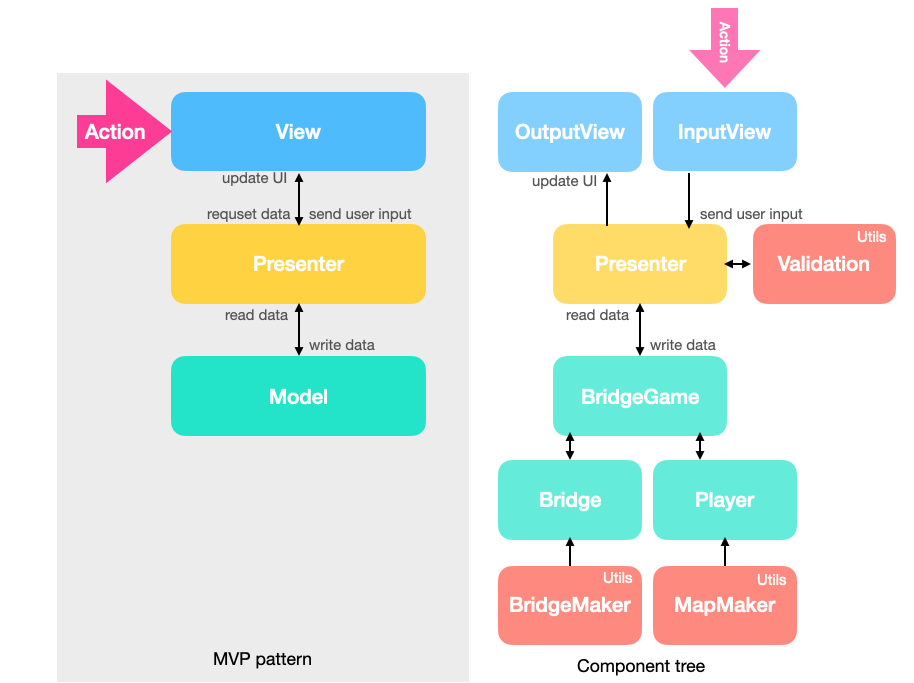 Action
View
update UI
requset data
send user input
Presenter
read data
write data
Model
MVP pattern
Action
OutputView
InputView
update UI
send user input
Presenter
Utils
Validation
read data
write data
BridgeGame
Bridge
Player
Utils
BridgeMaker
Utils
MapMaker
Component tree